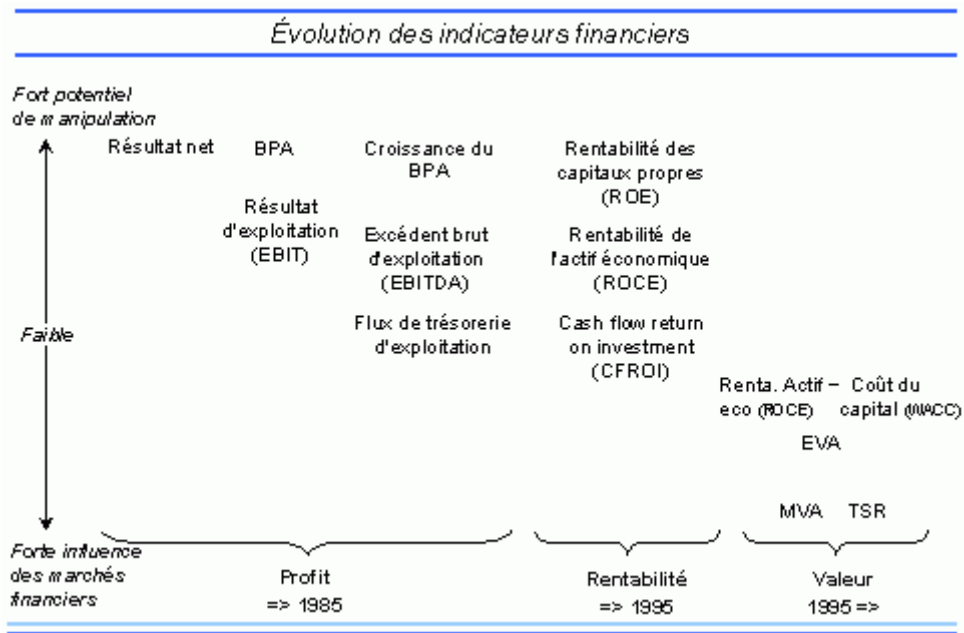 Évolution des indicateurs financiers
Fort potentiel
de manipulation
Résultat net
BPA
Croissance du
BPA
Rentabilité des
capitaux propres
(ROE)
Résultat
d'exploitation
(EBIT)
Excédent brut
d'exploitation
(EBITDA)
Rentabilité de
l'actif économique
(ROCE)
Faible
Flux de trésorerie
d'exploitation
Cash flow return
on investment
(CFROI)
Renta. Actif – Coût du
eco (ROCE) capital (WACC)
EVA
MVA TSR
Forte influence
des marchés
financiers
Profit
=> 1985
Rentabilité
=> 1995
Valeur
1995 =>